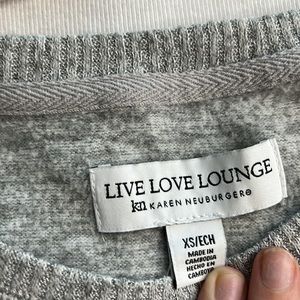 LIVE LOVE LOUNGE
kn KAREN NEUBURGER®
XS/ECH
MADE IN
CAMBODIA
HECHO EN
CAMBOYA